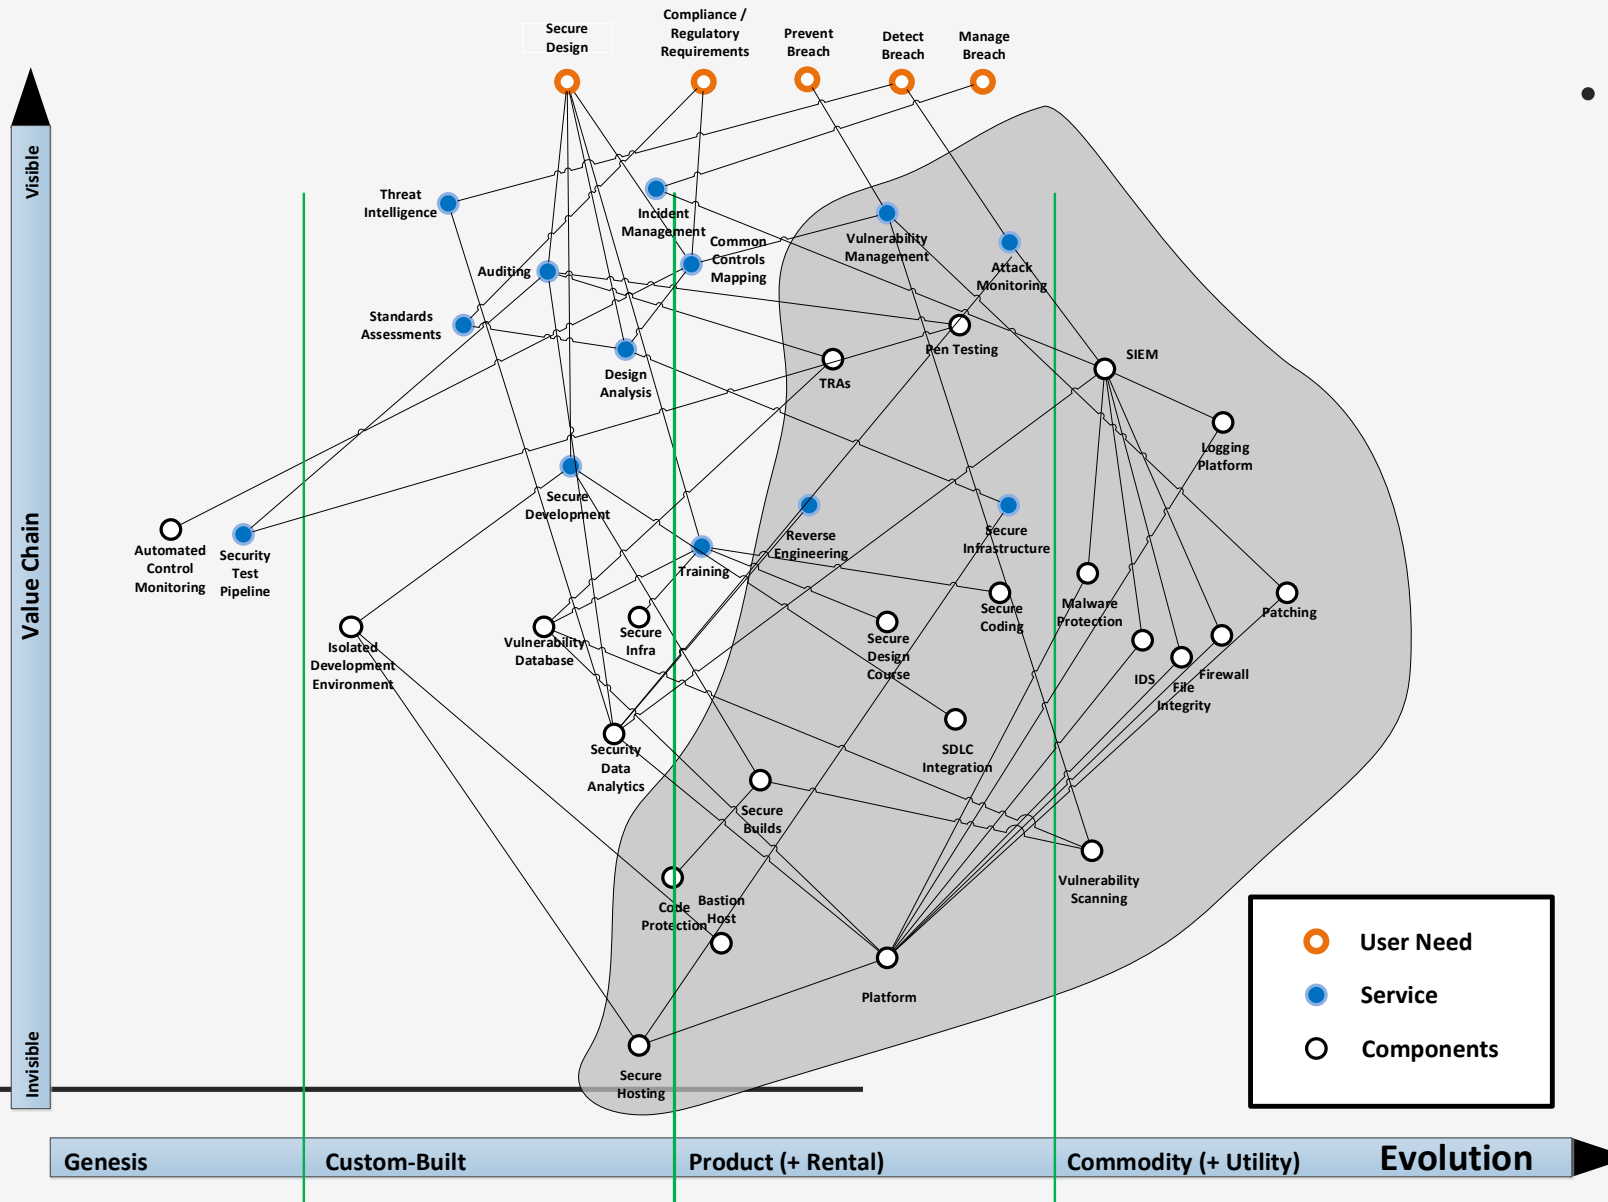 Secure
Design
Compliance /
Regulatory
Requirements
Prevent
Breach
Detect
Breach
Manage
Breach
Visible
Value Chain
Invisible
Threat
Intelligence
Incident
Management
Common
Controls
Mapping
Vulnerability
Management
Attack
Monitoring
Auditing
Standards
Assessments
Design
Analysis
TRAs
Pen Testing
SIEM
Logging
Platform
Secure
Development
Automated
Control
Monitoring
Security
Test
Pipeline
Reverse
Engineering
Secure
Infrastructure
Training
Isolated
Development
Environment
Vulnerability
Database
Secure
Infra
Secure
Design
Course
Secure
Coding
Malware
Protection
Patching
IDS
File
Integrity
Firewall
SDLC
Integration
Security
Data
Analytics
Secure
Builds
Vulnerability
Scanning
Code
Protection
Bastion
Host
Platform
Secure
Hosting
User Need
Service
Components
Genesis
Custom-Built
Product (+ Rental)
Commodity (+ Utility)
Evolution